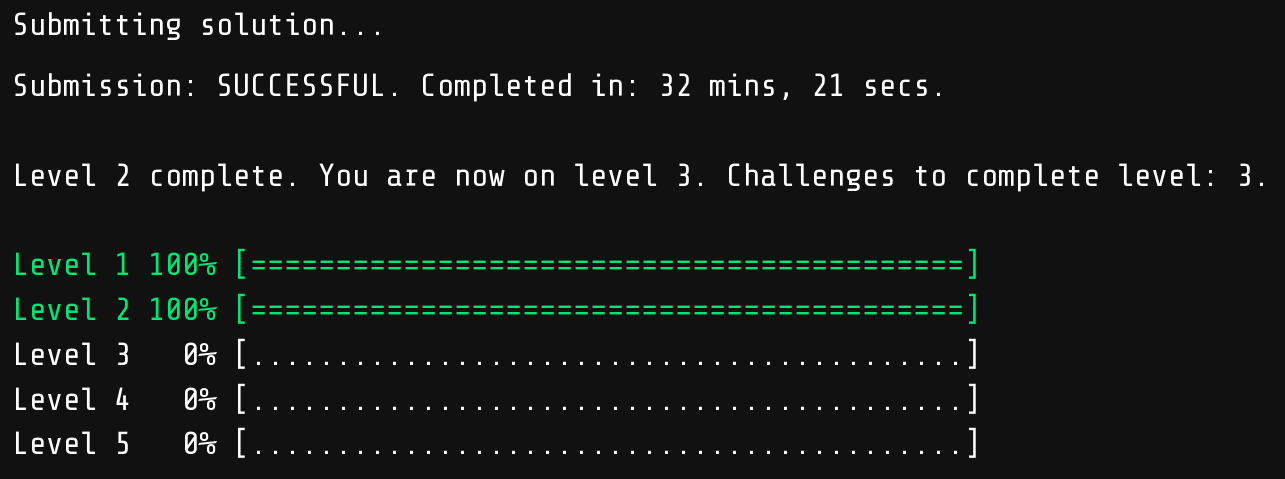 Submitting solution...
Submission: SUCCESSFUL. Completed in: 32 mins, 21 secs.
Level 2 complete. You are now on level 3. Challenges to complete level: 3.
Level 1 100% [==========================================]
Level 2 100% [==========================================]
Level 3   0% [..........................................]
Level 4   0% [..........................................]
Level 5   0% [..........................................]